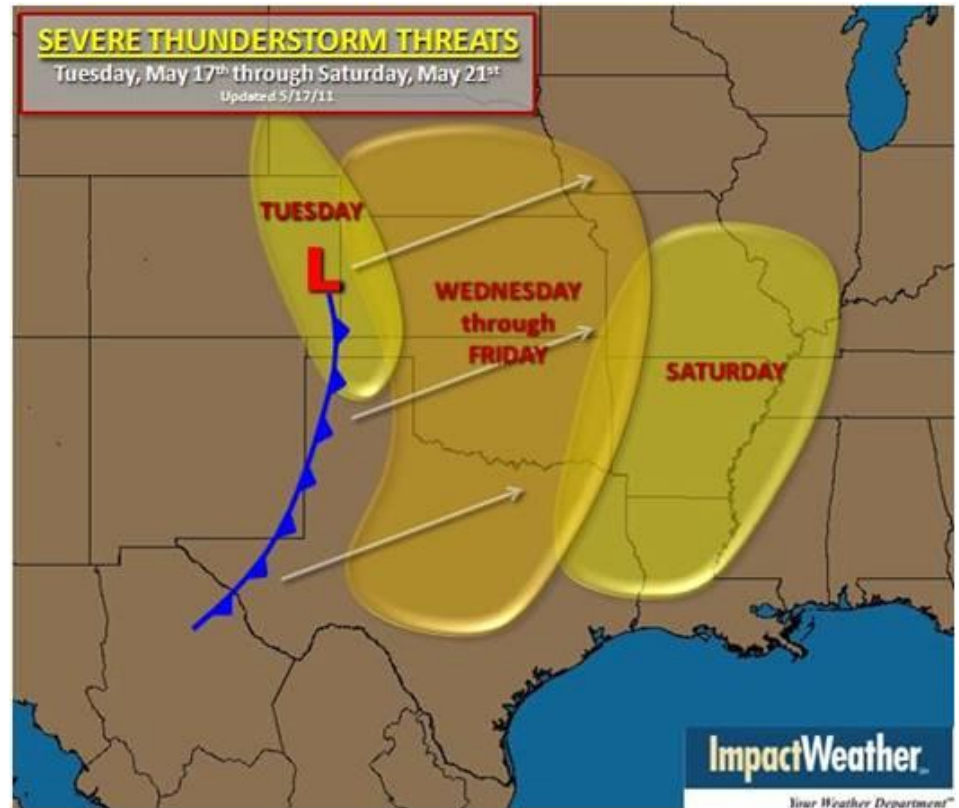 SEVERE THUNDERSTORM THREATS
Tuesday, May 17th through Saturday, May 21st
Updated 5/17/11
TUESDAY
L
WEDNESDAY
through
FRIDAY
SATURDAY
ImpactWeather
Your Weather Department™